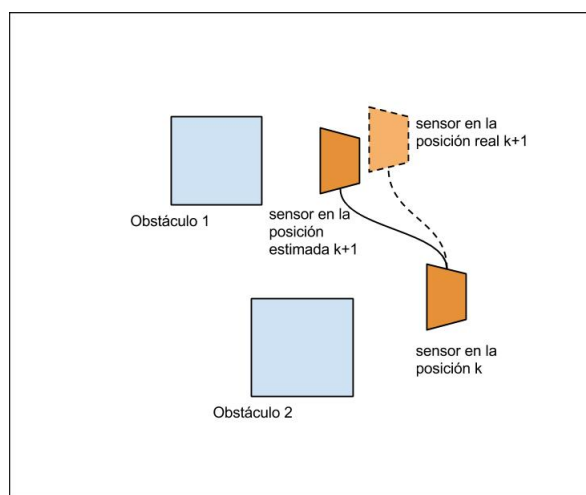 sensor en la
posición real k+1
Obstáculo 1
sensor en la
posición
estimada k+1
sensor en la
posición k
Obstáculo 2